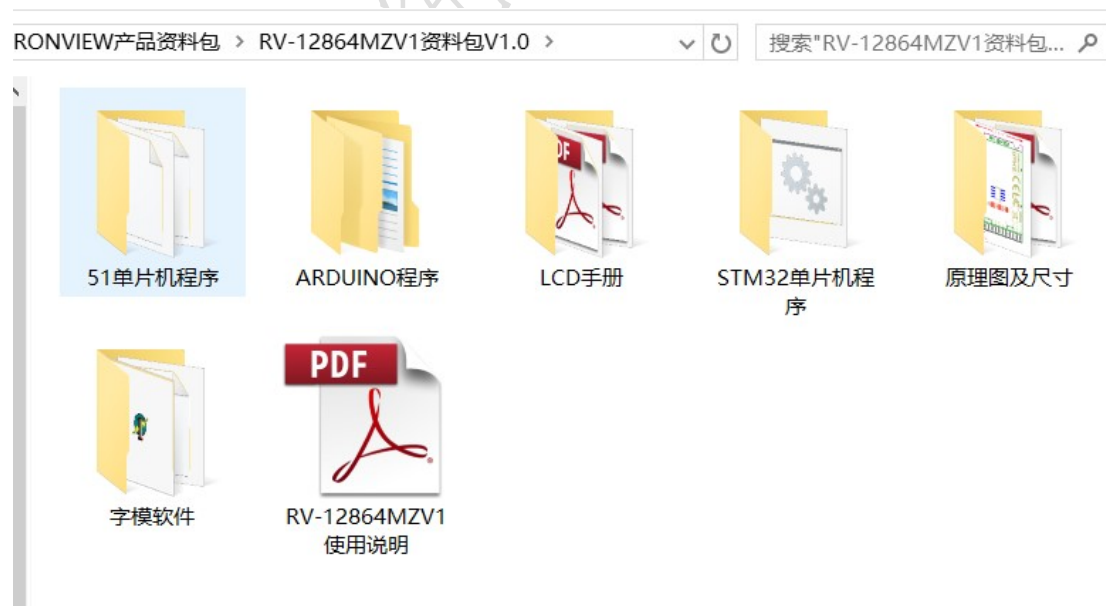 RONVIEW产品资料包 > RV-12864MZV1资料包V1.0 >
搜索"RV-12864MZV1资料包...
51单片机程序
ARDUINO程序
LCD手册
STM32单片机程
序
原理图及尺寸
字模软件
PDF
RV-12864MZV1
使用说明